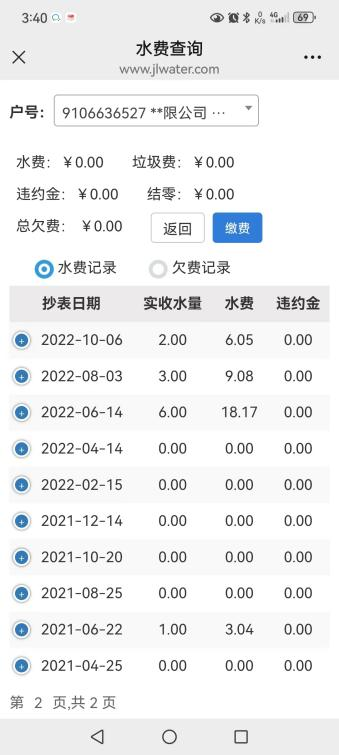 3:40 0 K/s 4G 69
水费查询
www.jlwater.com
户号： 9106636527 **限公司 ···
水费：￥0.00 垃圾费：￥0.00
违约金：￥0.00 结零：￥0.00
总欠费：￥0.00 返回 缴费
水费记录 欠费记录
抄表日期 实收水量 水费 违约金
2022-10-06 2.00 6.05 0.00
2022-08-03 3.00 9.08 0.00
2022-06-14 6.00 18.17 0.00
2022-04-14 0.00 0.00 0.00
2022-02-15 0.00 0.00 0.00
2021-12-14 0.00 0.00 0.00
2021-10-20 0.00 0.00 0.00
2021-08-25 0.00 0.00 0.00
2021-06-22 1.00 3.04 0.00
2021-04-25 0.00 0.00 0.00
第 2 页,共 2 页